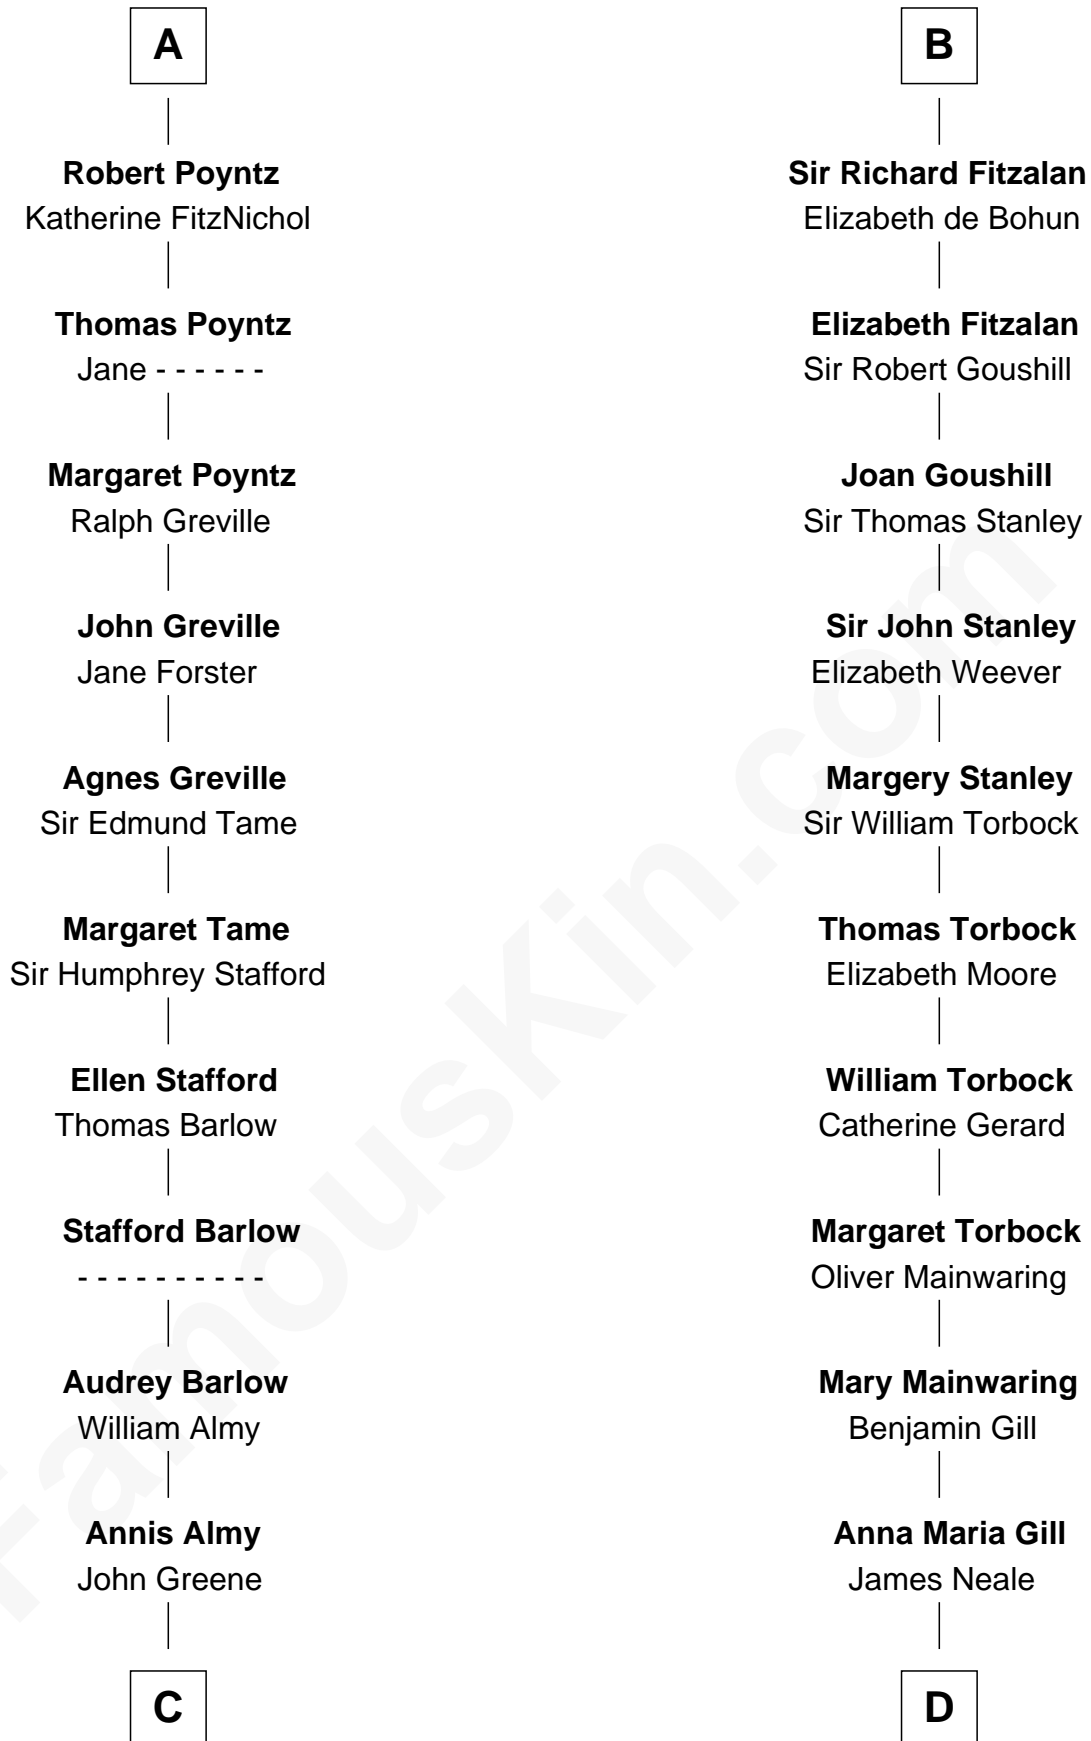 A
Robert Poyntz
Katherine FitzNichol
Thomas Poyntz
Jane - - - - - -
Margaret Poyntz
Ralph Greville
John Greville
Jane Forster
Agnes Greville
Sir Edmund Tame
Margaret Tame
Sir Humphrey Stafford
Ellen Stafford
Thomas Barlow
Stafford Barlow
- - - - - - - - - -
Audrey Barlow
William Almy
Annis Almy
John Greene
C
B
Sir Richard Fitzalan
Elizabeth de Bohun
Elizabeth Fitzalan
Sir Robert Goushill
Joan Goushill
Sir Thomas Stanley
Sir John Stanley
Elizabeth Weever
Margery Stanley
Sir William Torbock
Thomas Torbock
Elizabeth Moore
William Torbock
Catherine Gerard
Margaret Torbock
Oliver Mainwaring
Mary Mainwaring
Benjamin Gill
Anna Maria Gill
James Neale
D
FamousKin.com